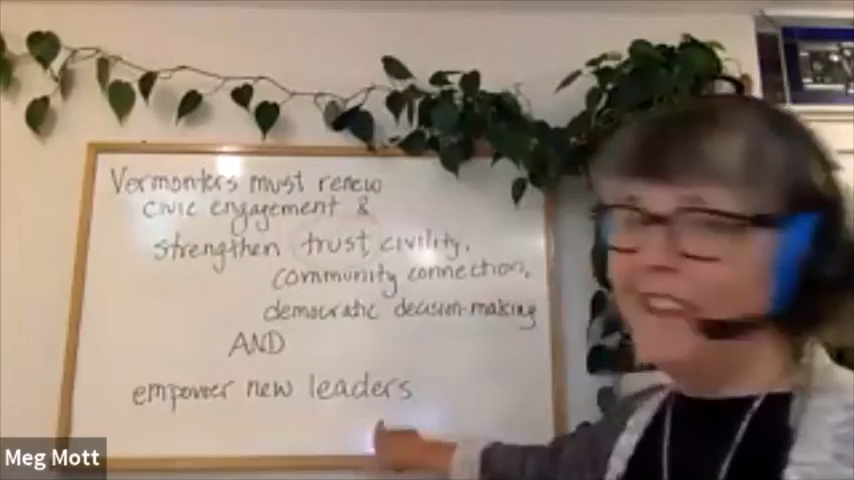 Vermonters must renew
civic engagement &
strengthen trust, civility,
community connection,
democratic decision-making
AND
empower new leaders
Meg Mott